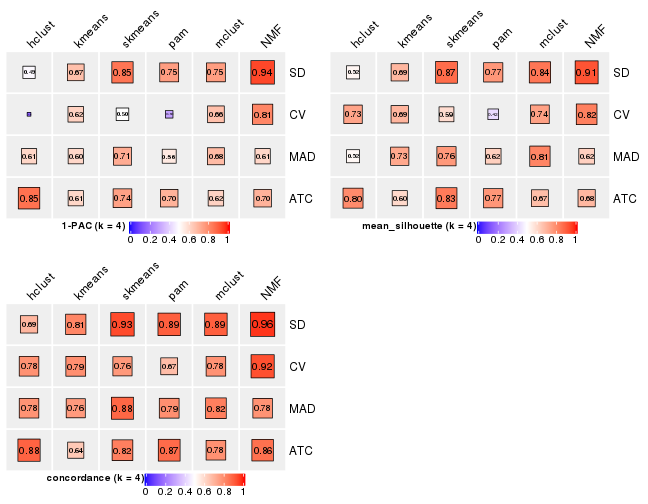 hclust kmeans skmeans pam mclust NMF
0.49 0.67 0.85 0.75 0.75 0.94 SD
0.62 0.50 0.66 0.81 CV
0.61 0.60 0.71 0.56 0.68 0.61 MAD
0.85 0.61 0.74 0.70 0.62 0.70 ATC
1-PAC (k = 4)
0 0.2 0.4 0.6 0.8 1
hclust kmeans skmeans pam mclust NMF
0.52 0.69 0.87 0.77 0.84 0.91 SD
0.73 0.69 0.59 0.42 0.74 0.82 CV
0.52 0.73 0.76 0.62 0.81 0.62 MAD
0.80 0.60 0.83 0.77 0.67 0.68 ATC
mean_silhouette (k = 4)
0 0.2 0.4 0.6 0.8 1
hclust kmeans skmeans pam mclust NMF
0.69 0.81 0.93 0.89 0.89 0.96 SD
0.78 0.79 0.76 0.67 0.78 0.92 CV
0.78 0.76 0.88 0.79 0.82 0.78 MAD
0.88 0.64 0.82 0.87 0.78 0.86 ATC
concordance (k = 4)
0 0.2 0.4 0.6 0.8 1